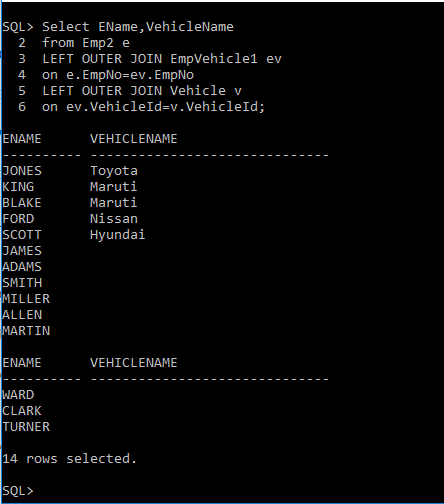 SQL> Select EName,VehicleName
2 from Emp2 e
3 LEFT OUTER JOIN EmpVehicle1 ev
4 on e.EmpNo=ev.EmpNo
5 LEFT OUTER JOIN Vehicle v
6 on ev.VehicleId=v.VehicleId;
ENAME VEHICLENAME
---------- ------------------------------
JONES Toyota
KING Maruti
BLAKE Maruti
FORD Nissan
SCOTT Hyundai
JAMES
ADAMS
SMITH
MILLER
ALLEN
MARTIN
ENAME VEHICLENAME
---------- ------------------------------
WARD
CLARK
TURNER
14 rows selected.
SQL>